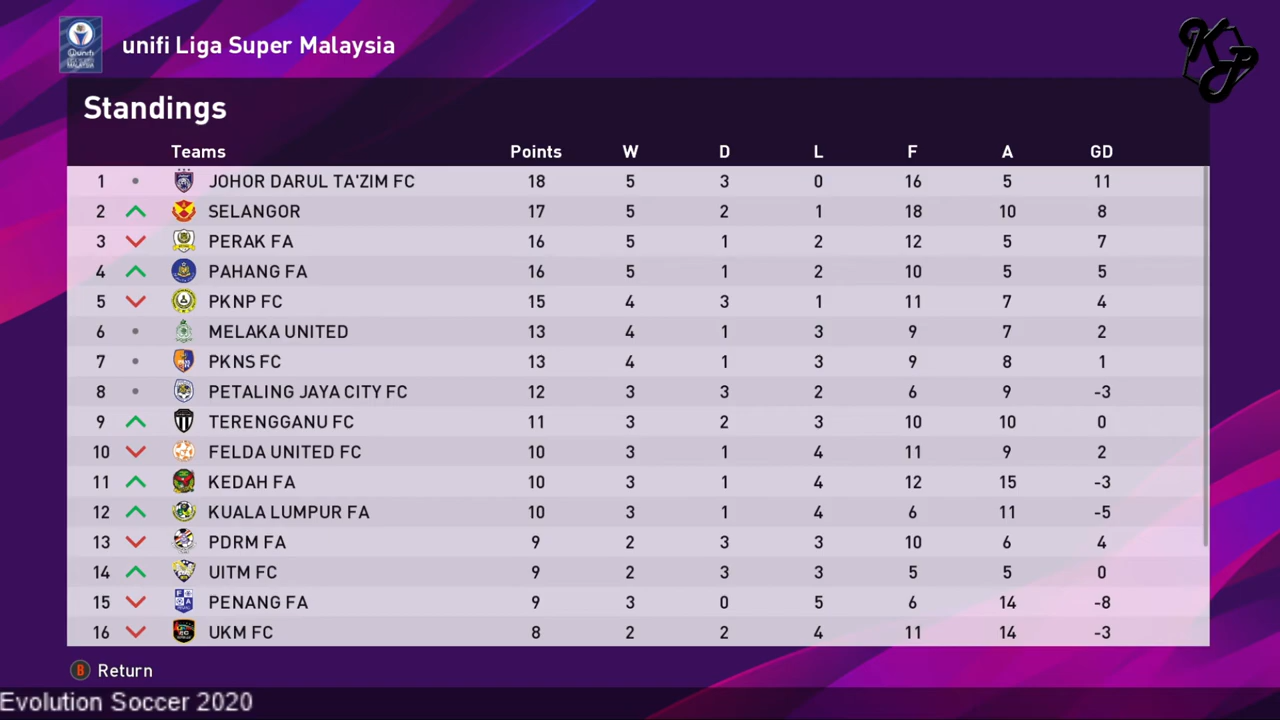 unifi Liga Super Malaysia
KP
Standings
Teams Points W D L F A GD
1 JOHOR DARUL TA'ZIM FC 18 5 3 0 16 5 11
2 SELANGOR 17 5 2 1 18 10 8
3 PERAK FA 16 5 1 2 12 5 7
4 PAHANG FA 16 5 1 2 10 5 5
5 PKNP FC 15 4 3 1 11 7 4
6 MELAKA UNITED 13 4 1 3 9 7 2
7 PKNS FC 13 4 1 3 9 8 1
8 PETALING JAYA CITY FC 12 3 3 2 6 9 -3
9 TERENGGANU FC 11 3 2 3 10 10 0
10 FELDA UNITED FC 10 3 1 4 11 9 2
11 KEDAH FA 10 3 1 4 12 15 -3
12 KUALA LUMPUR FA 10 3 1 4 6 11 -5
13 PDRM FA 9 2 3 3 10 6 4
14 UITM FC 9 2 3 3 5 5 0
15 PENANG FA 9 3 0 5 6 14 -8
16 UKM FC 8 2 2 4 11 14 -3
B Return
Evolution Soccer 2020